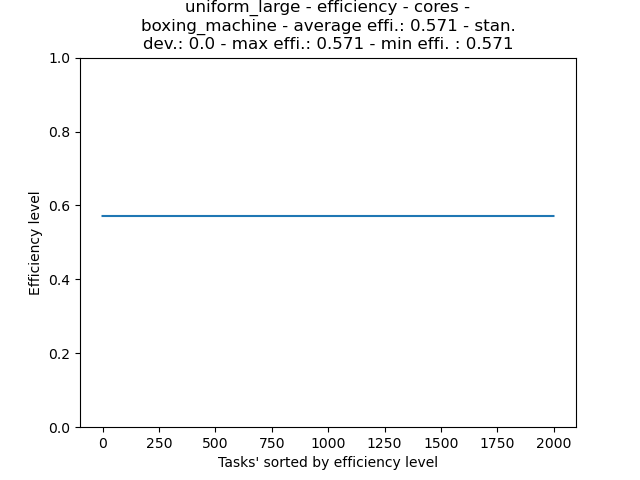 uniform_large - efficiency - cores -
boxing_machine - average effi.: 0.571 - stan.
dev.: 0.0 - max effi.: 0.571 - min effi. : 0.571
1.0
0.8
0.6
0.4
0.2
0.0
Efficiency level
0 250 500 750 1000 1250 1500 1750 2000
Tasks' sorted by efficiency level